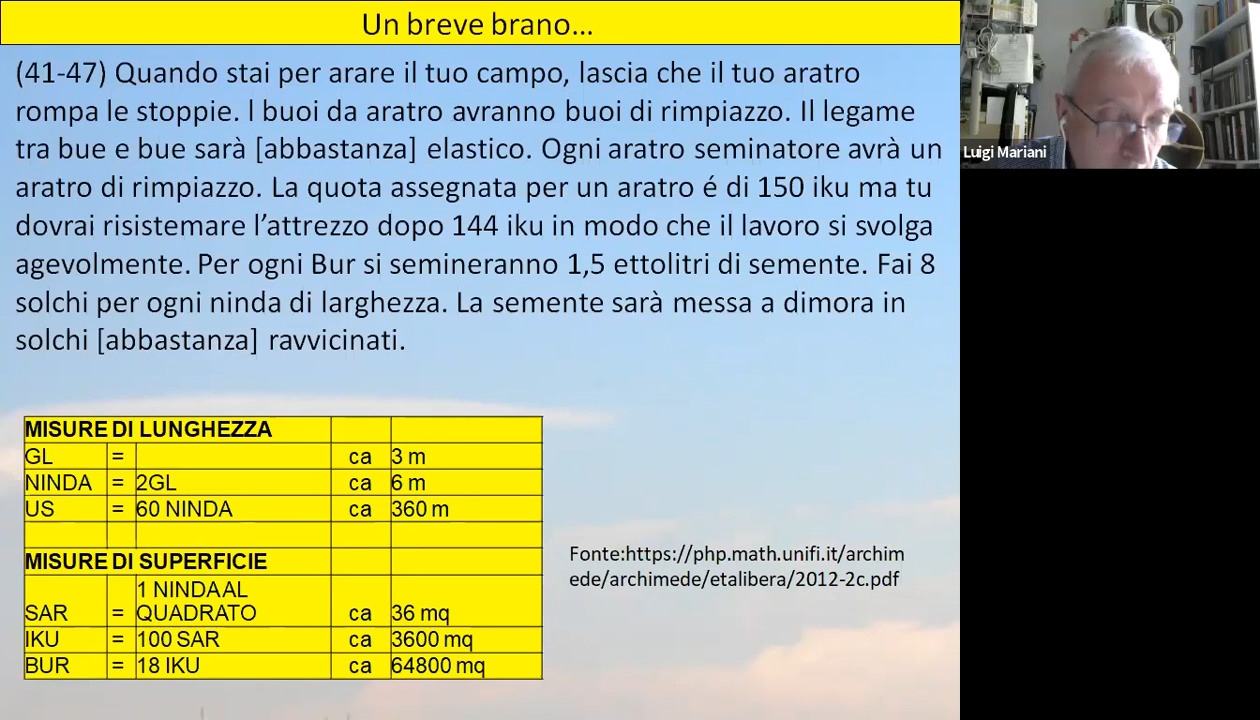 Un breve brano...
(41-47) Quando stai per arare il tuo campo, lascia che il tuo aratro
rompa le stoppie. l buoi da aratro avranno buoi di rimpiazzo. Il legame
tra bue e bue sarà [abbastanza] elastico. Ogni aratro seminatore avrà un
aratro di rimpiazzo. La quota assegnata per un aratro é di 150 iku ma tu
dovrai risistemare l’attrezzo dopo 144 iku in modo che il lavoro si svolga
agevolmente. Per ogni Bur si semineranno 1,5 ettolitri di semente. Fai 8
solchi per ogni ninda di larghezza. La semente sarà messa a dimora in
solchi [abbastanza] ravvicinati.
MISURE DI LUNGHEZZA
GL = ca 3 m
NINDA = 2GL ca 6 m
US = 60 NINDA ca 360 m
MISURE DI SUPERFICIE
1 NINDA AL
SAR = QUADRATO ca 36 mq
IKU = 100 SAR ca 3600 mq
BUR = 18 IKU ca 64800 mq
Fonte:https://php.math.unifi.it/archim
ede/archimede/etalibera/2012-2c.pdf
Luigi Mariani